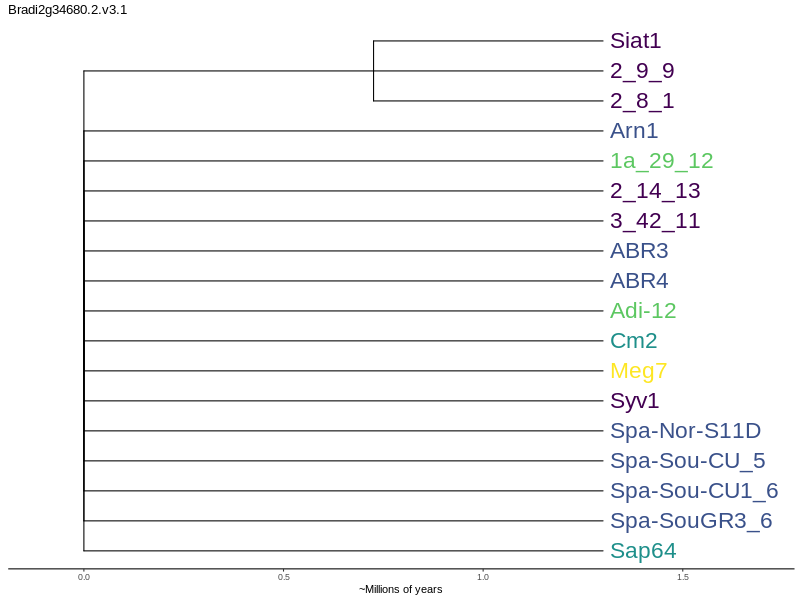 Bradi2g34680.2.v3.1
Siat1
2_9_9
2_8_1
Arn1
1a_29_12
2_14_13
3_42_11
ABR3
ABR4
Adi-12
Cm2
Meg7
Syv1
Spa-Nor-S11D
Spa-Sou-CU_5
Spa-Sou-CU1_6
Spa-SouGR3_6
Sap64
0.0 0.5 1.0 1.5
~Millions of years